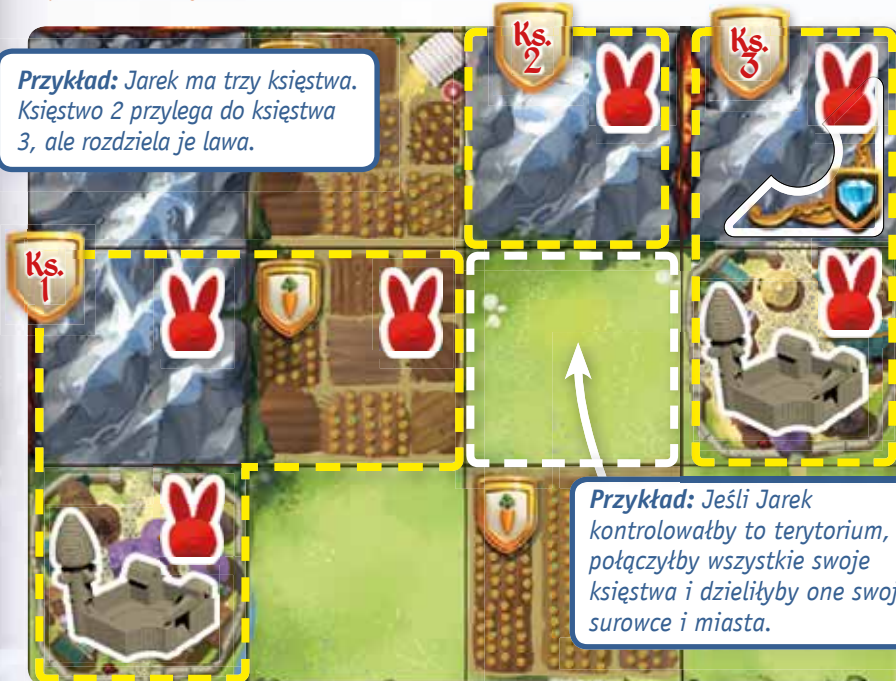 Ks.
2
Ks.
3
Przykład: Jarek ma trzy księstwa.
Księstwo 2 przylega do księstwa
3, ale rozdziela je lawa.
Ks.
1
Przykład: Jeśli Jarek
kontrolowałby to terytorium,
połączyłby wszystkie swoje
księstwa i dzieliłyby one swoj
surowce i miasta.